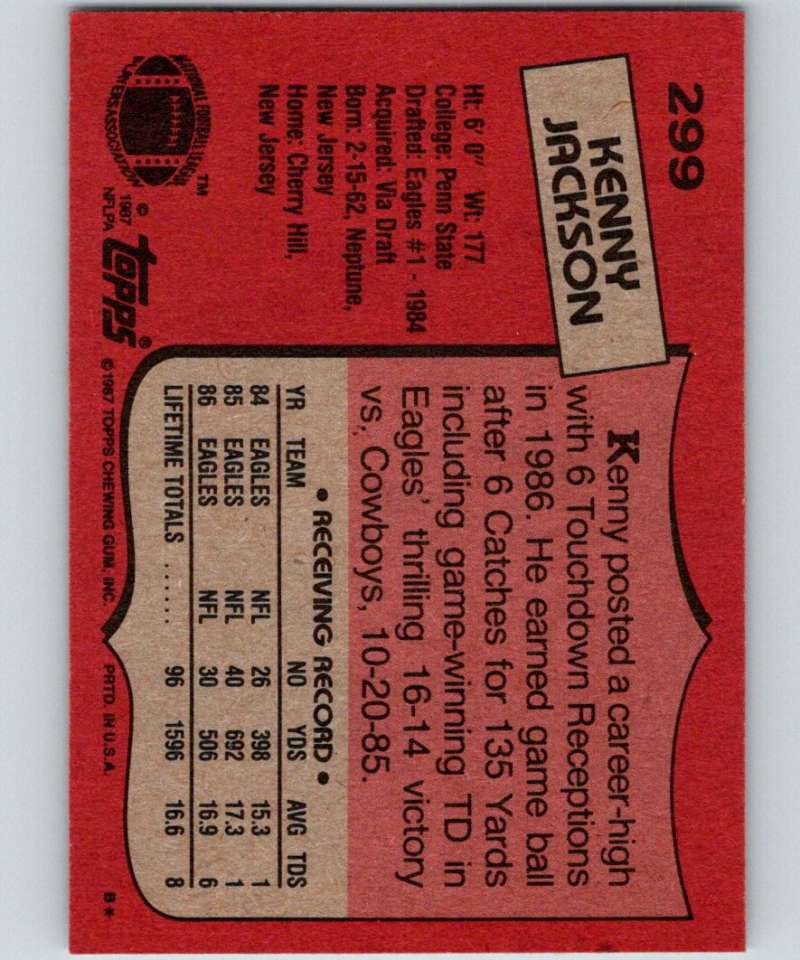 299
KENNY
JACKSON
Ht: 6' 0" Wt: 177
College: Penn State
Drafted: Eagles #1 - 1984
Acquired: Via Draft
Born: 2-15-62, Neptune,
New Jersey
Home: Cherry Hill,
New Jersey
NATIONAL FOOTBALL LEAGUE
PLAYERS ASSOCIATION
™
© 1987
NFLPA
Kenny posted a career-high
with 6 Touchdown Receptions
in 1986. He earned game ball
after 6 Catches for 135 Yards
including game-winning TD in
Eagles' thrilling 16-14 victory
vs. Cowboys, 10-20-85.
• RECEIVING RECORD •
YR TEAM NO YDS AVG TDS
84 EAGLES NFL 26 398 15.3 1
85 EAGLES NFL 40 692 17.3 1
86 EAGLES NFL 30 506 16.9 6
LIFETIME TOTALS ...... 96 1596 16.6 8
topps® ©1987 TOPPS CHEWING GUM, INC. PRTD. IN U.S.A. B*